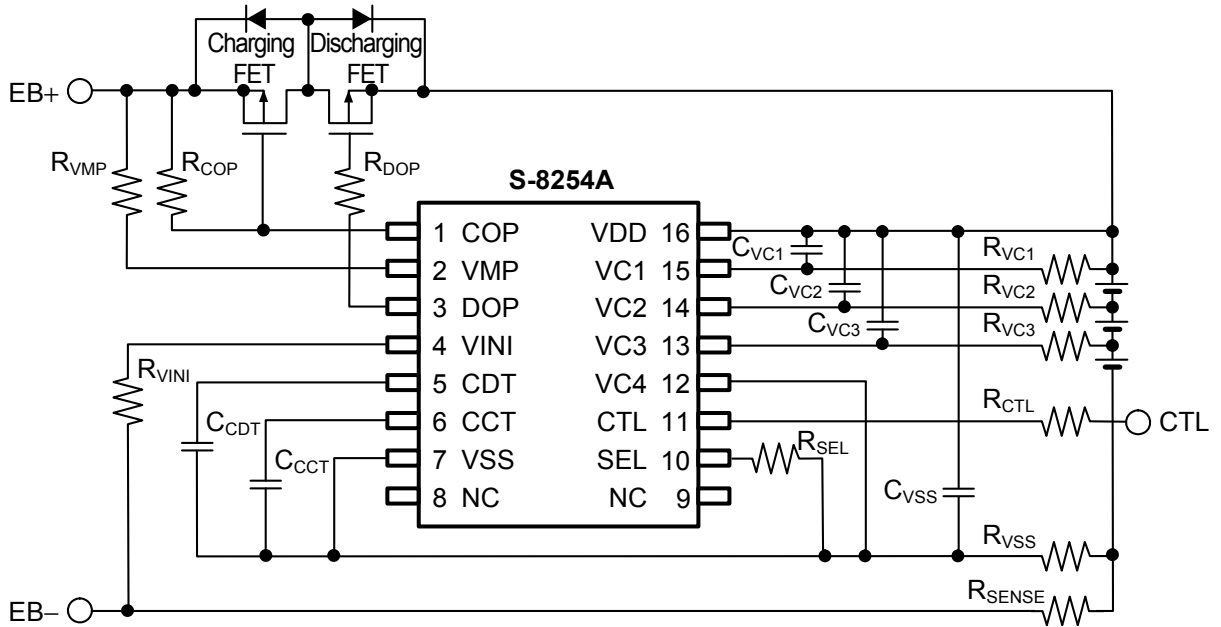 Charging Discharging
FET FET
EB+
RVMP
RCOP
RDOP
S-8254A
1 COP VDD 16
2 VMP VC1 15
3 DOP VC2 14
4 VINI VC3 13
5 CDT VC4 12
6 CCT CTL 11
7 VSS SEL 10
8 NC NC 9
CVC1
CVC2
CVC3
RVC1
RVC2
RVC3
RVINI
CCDT
CCCT
RCTL
CTL
RSEL
CVSS
RVSS
RSENSE
EB−